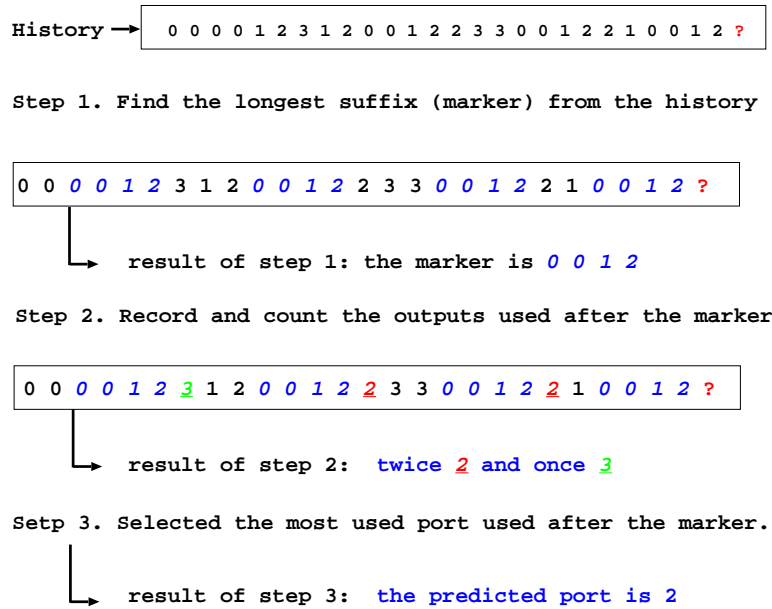 History 0 0 0 0 1 2 3 1 2 0 0 1 2 2 3 3 0 0 1 2 2 1 0 0 1 2 ?
Step 1. Find the longest suffix (marker) from the history
0 0 0 0 1 2 3 1 2 0 0 1 2 2 3 3 0 0 1 2 2 1 0 0 1 2 ?
result of step 1: the marker is 0 0 1 2
Step 2. Record and count the outputs used after the marker
0 0 0 0 1 2 3 1 2 0 0 1 2 2 3 3 0 0 1 2 2 1 0 0 1 2 ?
result of step 2: twice 2 and once 3
Setp 3. Selected the most used port used after the marker.
result of step 3: the predicted port is 2